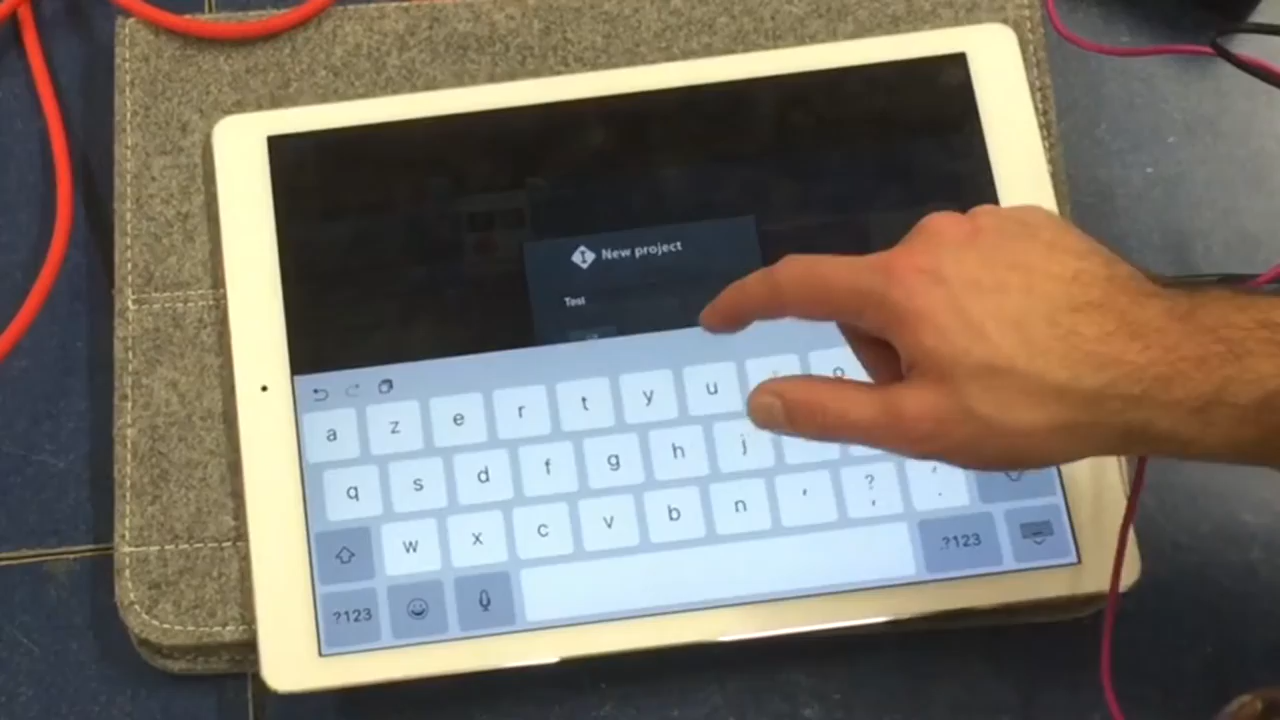 I New project
Test
a z e r t y u
q s d f g h j
w x c v b n ' ? ,
.?123
.?123